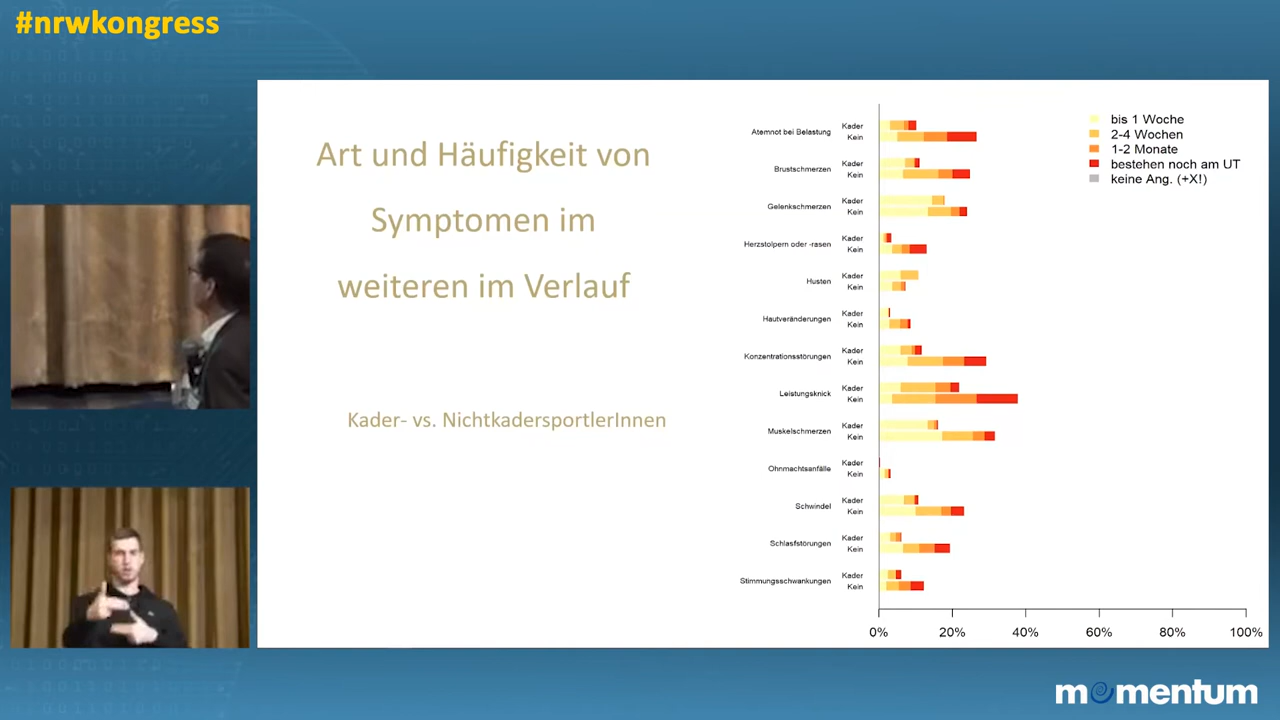 #nrwkongress
Art und Häufigkeit von
Symptomen im
weiteren im Verlauf
Kader- vs. NichtkadersportlerInnen
bis 1 Woche
2-4 Wochen
1-2 Monate
bestehen noch am UT
keine Ang. (+X!)
Atemnot bei Belastung
Kader
Kein
Brustschmerzen
Kader
Kein
Gelenkschmerzen
Kader
Kein
Herzstolpern oder -rasen
Kader
Kein
Husten
Kader
Kein
Hautveränderungen
Kader
Kein
Konzentrationsstörungen
Kader
Kein
Leistungsknick
Kader
Kein
Muskelschmerzen
Kader
Kein
Ohnmachtsanfälle
Kader
Kein
Schwindel
Kader
Kein
Schlasfstörungen
Kader
Kein
Stimmungsschwankungen
Kader
Kein
0% 20% 40% 60% 80% 100%
momentum